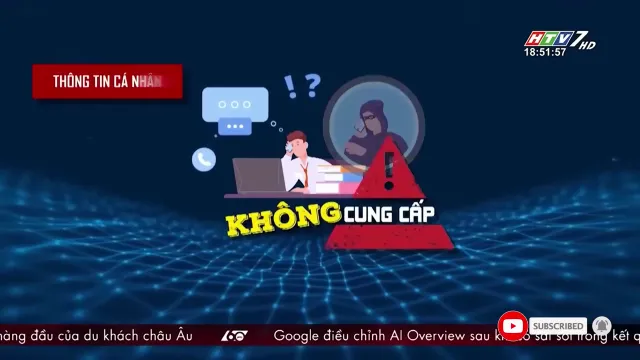 HTV7 HD
18:51:57
THÔNG TIN CÁ NHÂN
!?
!
KHÔNG CUNG CẤP
SUBSCRIBED
hàng đầu của du khách châu Âu 60 Google điều chỉnh AI Overview sau khi có sai sót trong kết q